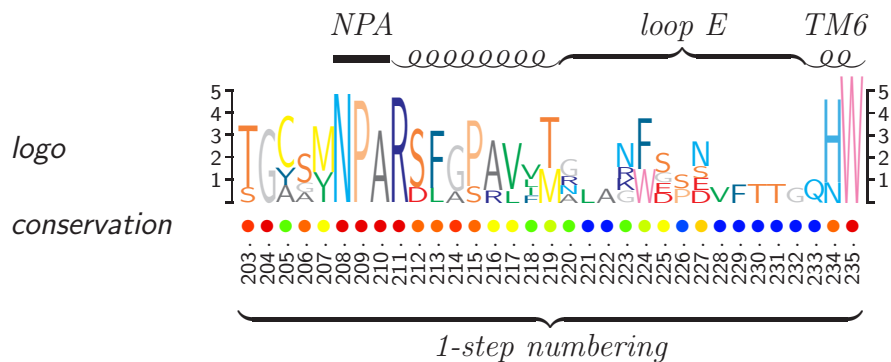 NPA loop E TM6
logo
5 4 3 2 1
5 4 3 2 1
T G C S M N P A R S F G P A V V T G N F S N H W
S Y S Y D L S R L I M N R W E S E Q N
A G A F A L A K G D P D V F T T G
conservation
203 204 205 206 207 208 209 210 211 212 213 214 215 216 217 218 219 220 221 222 223 224 225 226 227 228 229 230 231 232 233 234 235
1-step numbering